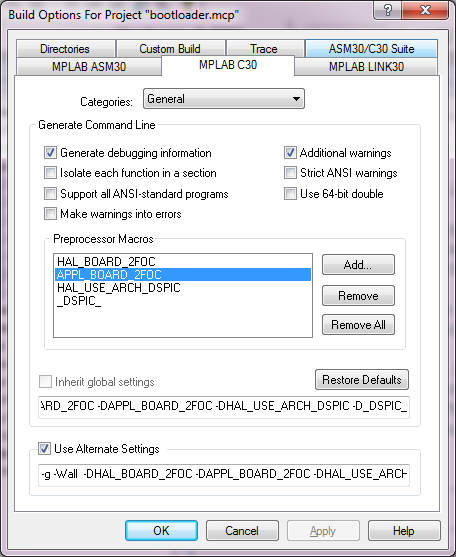 Build Options For Project "bootloader.mcp"
Directories Custom Build Trace ASM30/C30 Suite
MPLAB ASM30 MPLAB C30 MPLAB LINK30
Categories: General
Generate Command Line
Generate debugging information Additional warnings
Isolate each function in a section Strict ANSI warnings
Support all ANSI-standard programs Use 64-bit double
Make warnings into errors
Preprocessor Macros
HAL_BOARD_2FOC Add...
APPL_BOARD_2FOC
HAL_USE_ARCH_DSPIC Remove
_DSPIC_
Remove All
Inherit global settings Restore Defaults
ARD_2FOC -DAPPL_BOARD_2FOC -DHAL_USE_ARCH_DSPIC -D_DSPIC_
Use Alternate Settings
-g -Wall -DHAL_BOARD_2FOC -DAPPL_BOARD_2FOC -DHAL_USE_ARCH
OK Cancel Apply Help